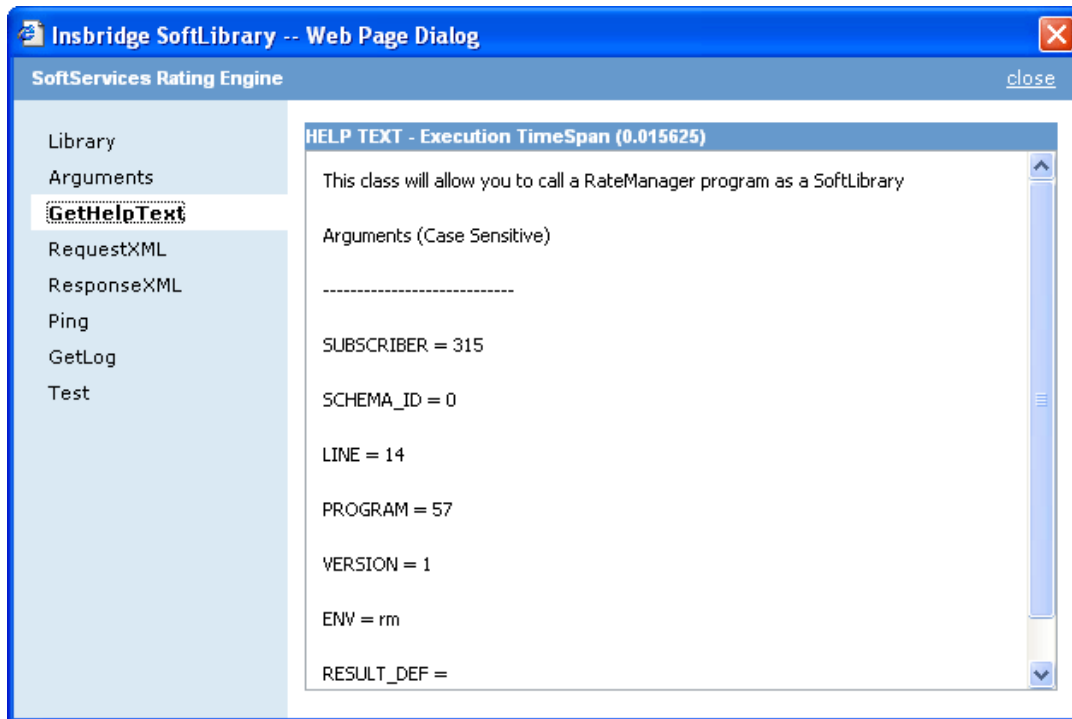 Insbridge SoftLibrary -- Web Page Dialog
SoftServices Rating Engine
close
Library
Arguments
GetHelpText
RequestXML
ResponseXML
Ping
GetLog
Test
HELP TEXT - Execution TimeSpan (0.015625)
This class will allow you to call a RateManager program as a SoftLibrary
Arguments (Case Sensitive)
----------------------------
SUBSCRIBER = 315
SCHEMA_ID = 0
LINE = 14
PROGRAM = 57
VERSION = 1
ENV = rm
RESULT_DEF =